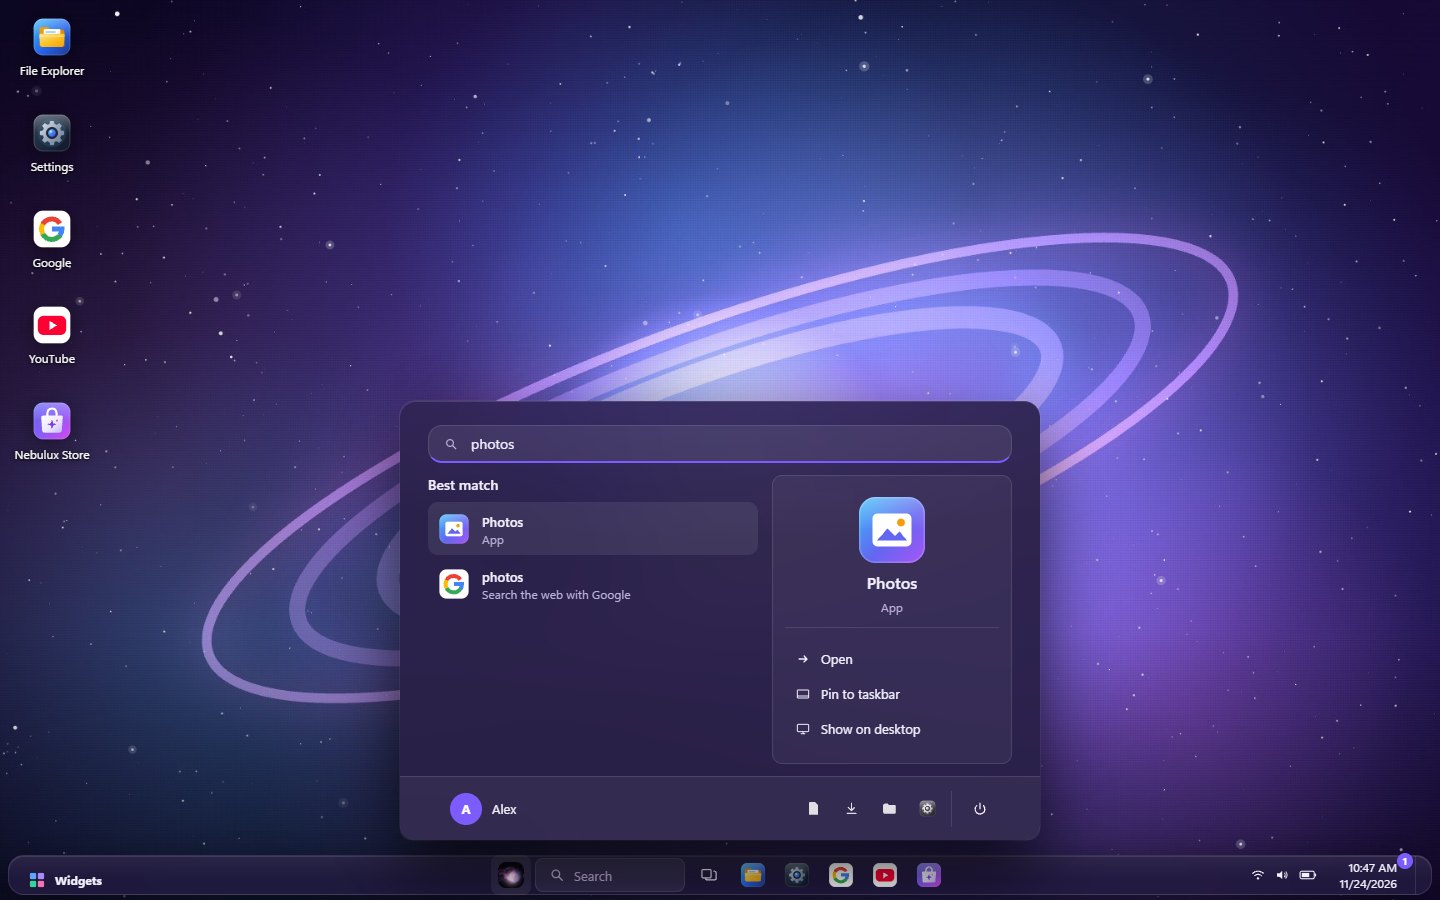 File Explorer
Settings
Google
YouTube
Nebulux Store
photos
Best match
Photos
App
photos
Search the web with Google
Photos
App
Open
Pin to taskbar
Show on desktop
A
Alex
Widgets
Search
10:47 AM
11/24/2026
1